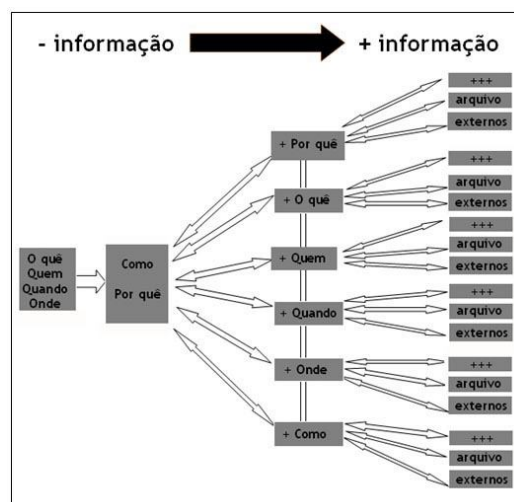 - informação + informação
O quê
Quem
Quando
Onde
Como
Por quê
+ Por quê
+ O quê
+ Quem
+ Quando
+ Onde
+ Como
+++
arquivo
externos
+++
arquivo
externos
+++
arquivo
externos
+++
arquivo
externos
+++
arquivo
externos
+++
arquivo
externos